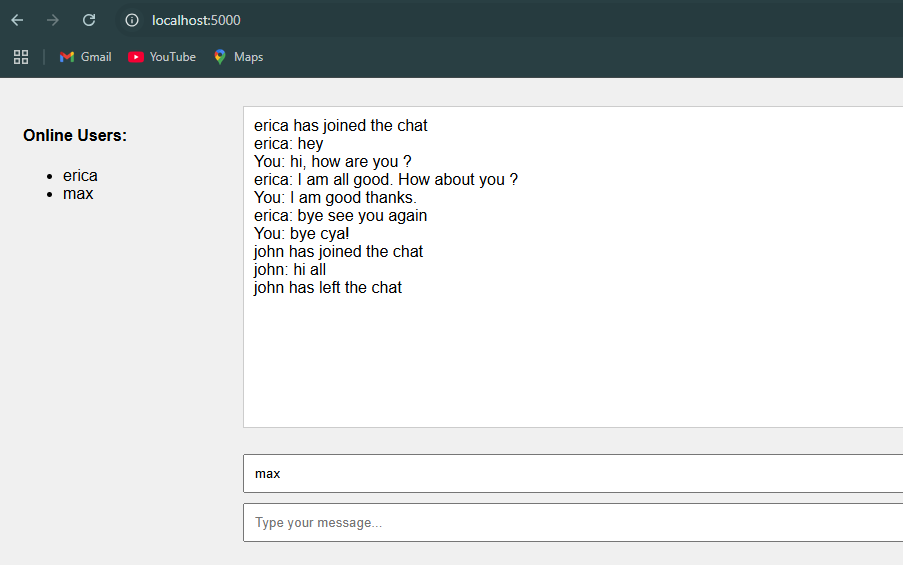 localhost:5000
Gmail YouTube Maps
Online Users:
erica
max
erica has joined the chat
erica: hey
You: hi, how are you ?
erica: I am all good. How about you ?
You: I am good thanks.
erica: bye see you again
You: bye cya!
john has joined the chat
john: hi all
john has left the chat
max
Type your message...